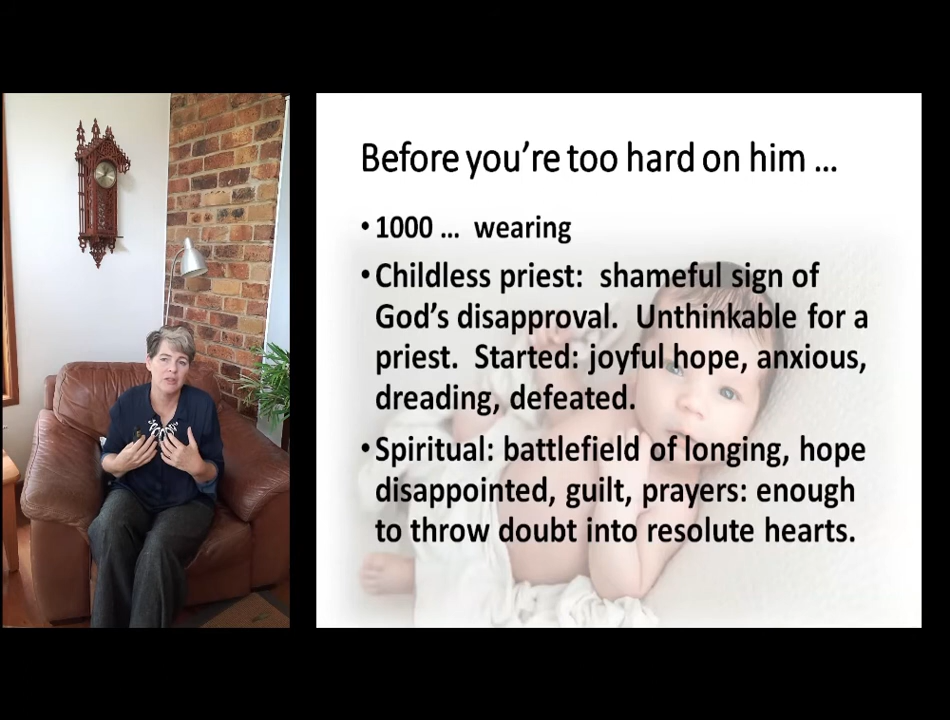 Before you're too hard on him ...
• 1000 ... wearing
• Childless priest: shameful sign of
God's disapproval. Unthinkable for a
priest. Started: joyful hope, anxious,
dreading, defeated.
• Spiritual: battlefield of longing, hope
disappointed, guilt, prayers: enough
to throw doubt into resolute hearts.